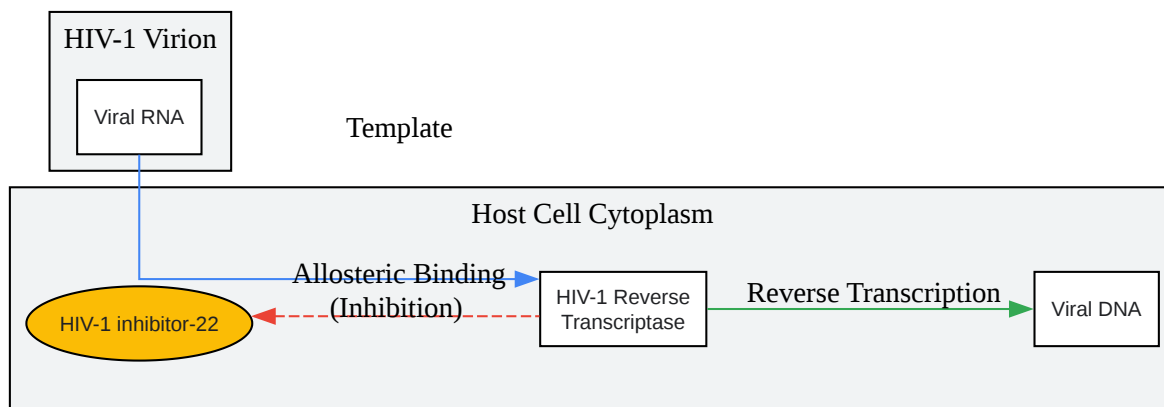 HIV-1 Virion
Viral RNA
Template
Host Cell Cytoplasm
Allosteric Binding
(Inhibition)
HIV-1 inhibitor-22
HIV-1 Reverse
Transcriptase
Reverse Transcription
Viral DNA